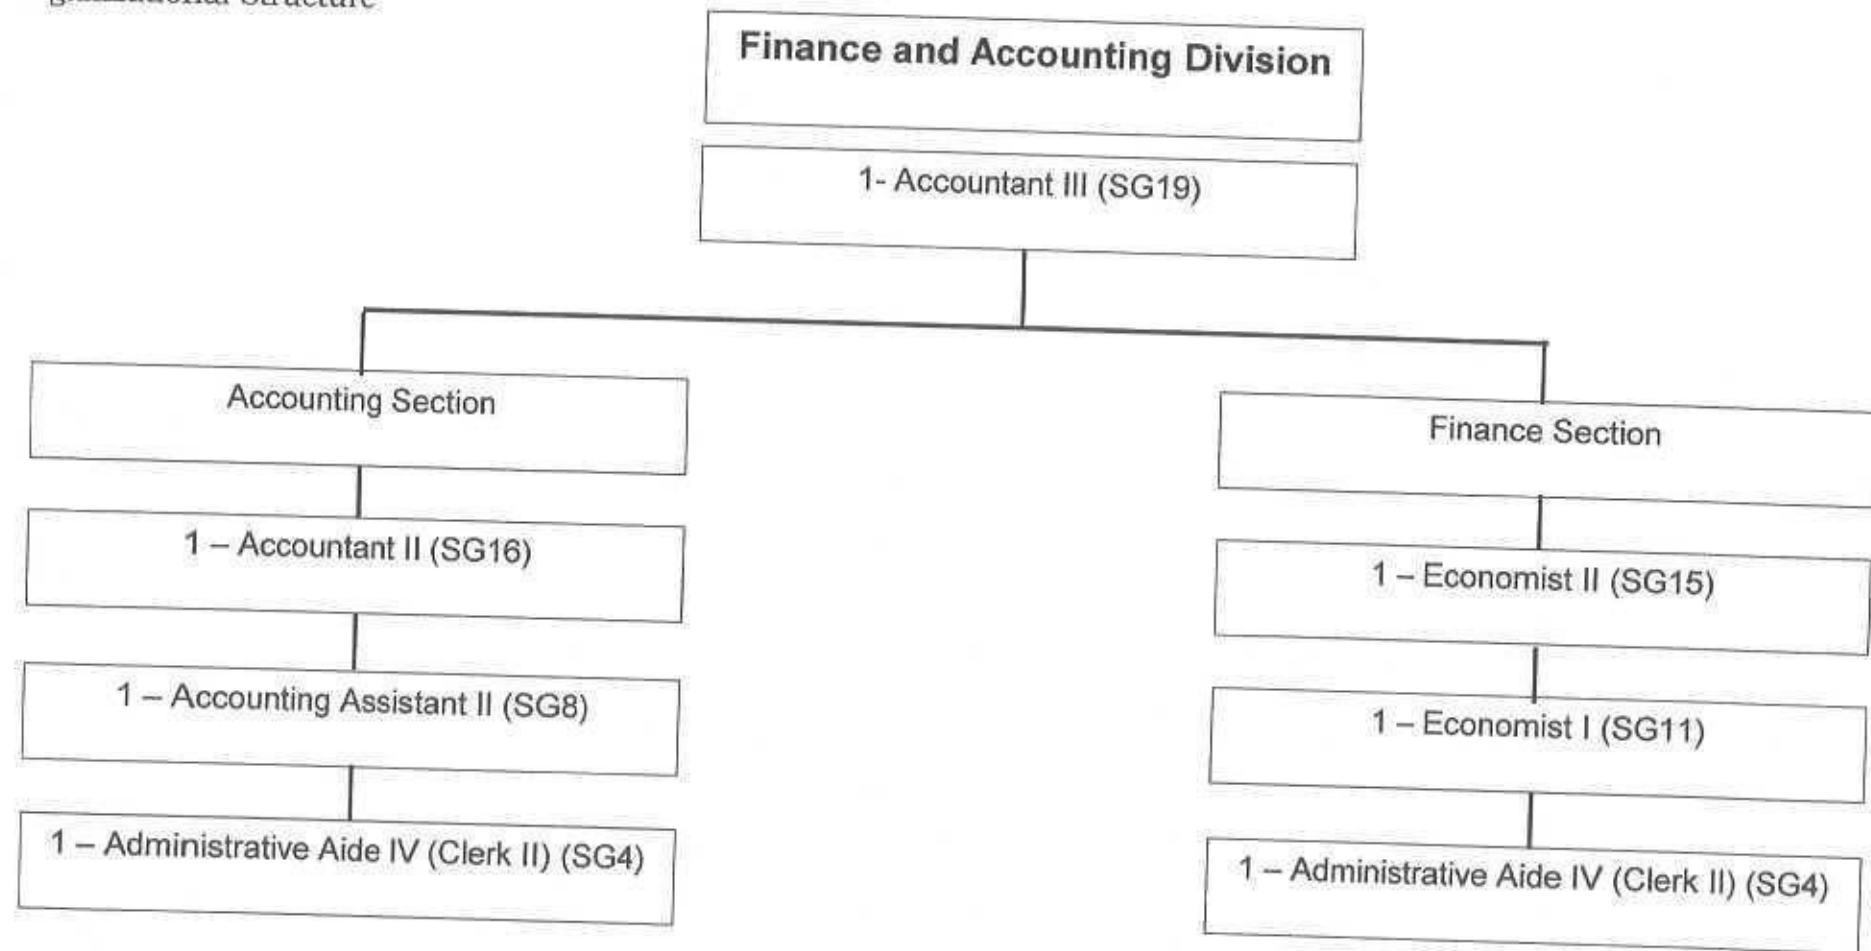 Structure
Finance and Accounting Division
1- Accountant III (SG19)
Accounting Section
1 – Accountant II (SG16)
1 – Accounting Assistant II (SG8)
1 – Administrative Aide IV (Clerk II) (SG4)
Finance Section
1 – Economist II (SG15)
1 – Economist I (SG11)
1 – Administrative Aide IV (Clerk II) (SG4)